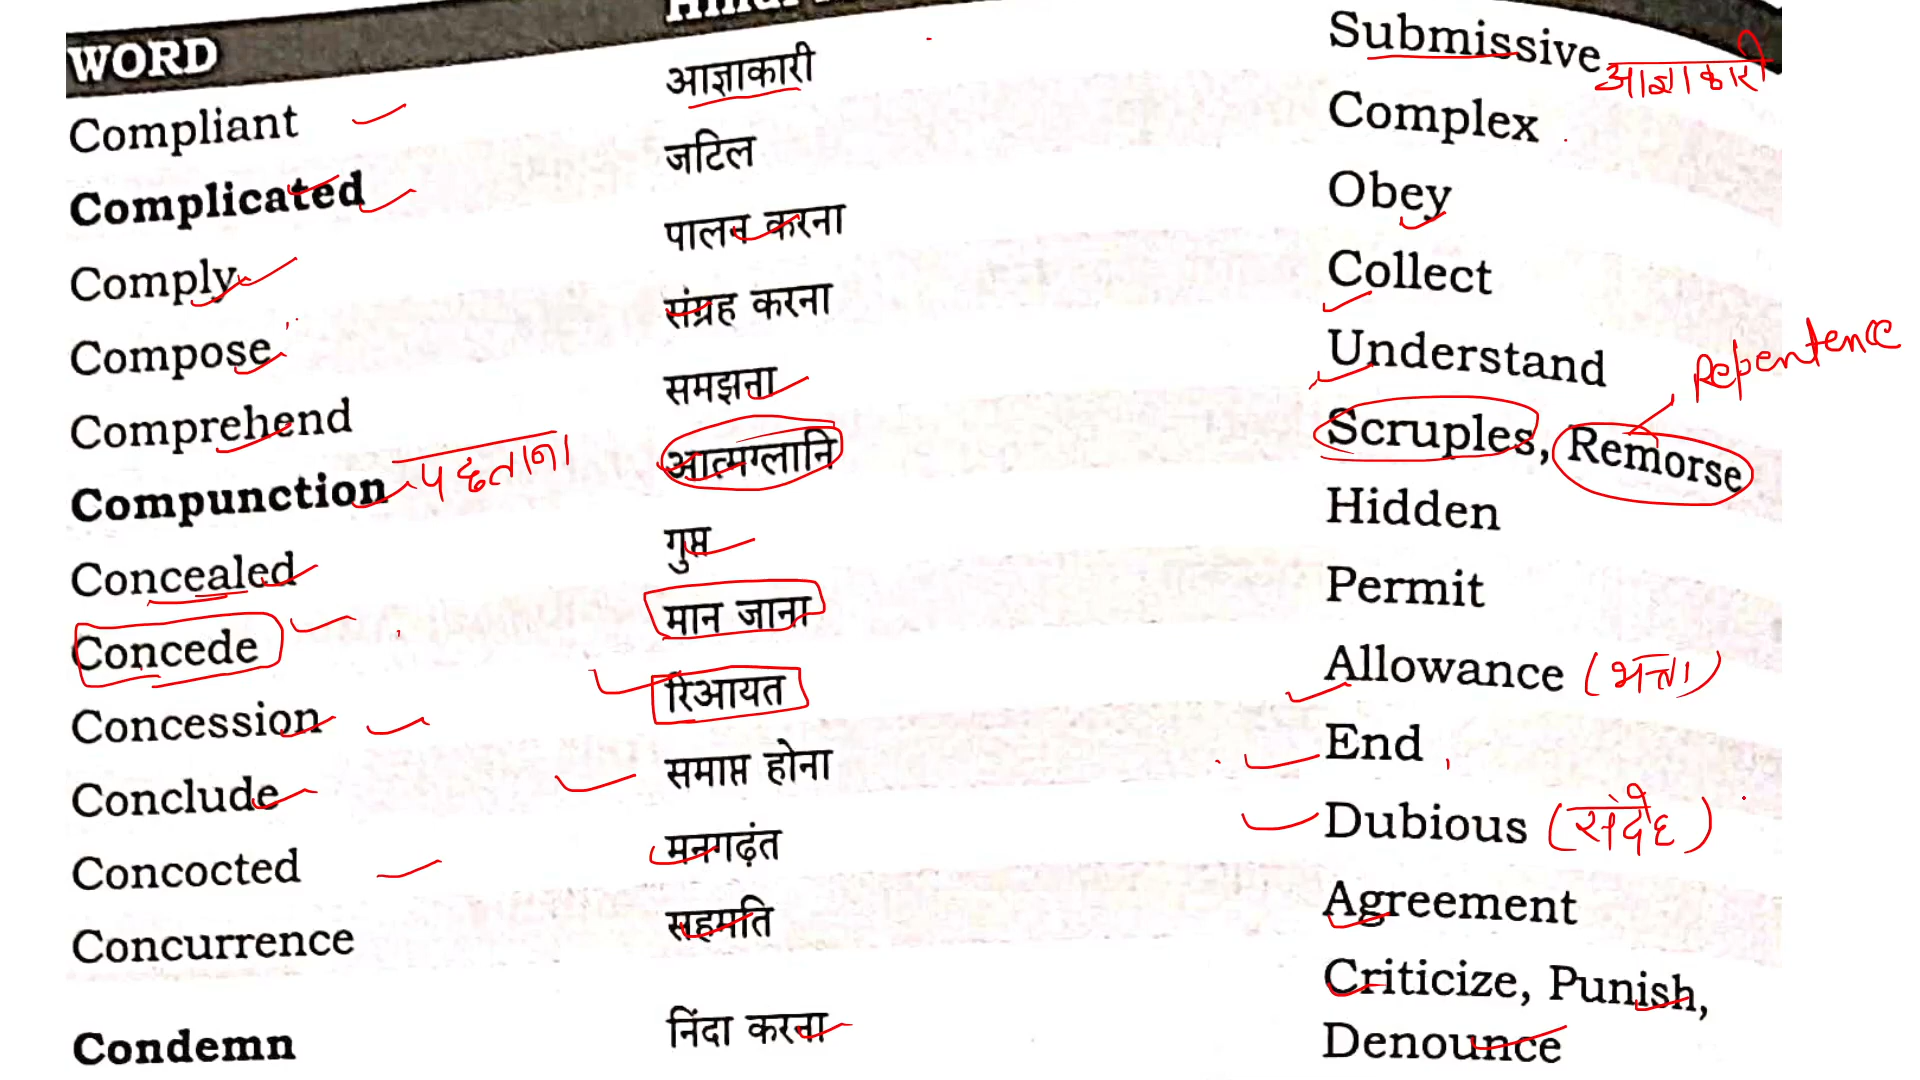 WORD
Compliant आज्ञाकारी Submissive आज्ञाकारी
Complicated जटिल Complex
Comply पालन करना Obey
Compose संग्रह करना Collect
Comprehend समझना Understand
Repentence
Compunction पछताना आत्मग्लानि Scruples, Remorse
Concealed गुप्त Hidden
Concede मान जाना Permit
Concession रिआयत Allowance (भत्ता)
Conclude समाप्त होना End
Concocted मनगढ़ंत Dubious (संदेह)
Concurrence सहमति Agreement
Condemn निंदा करना Criticize, Punish,
Denounce